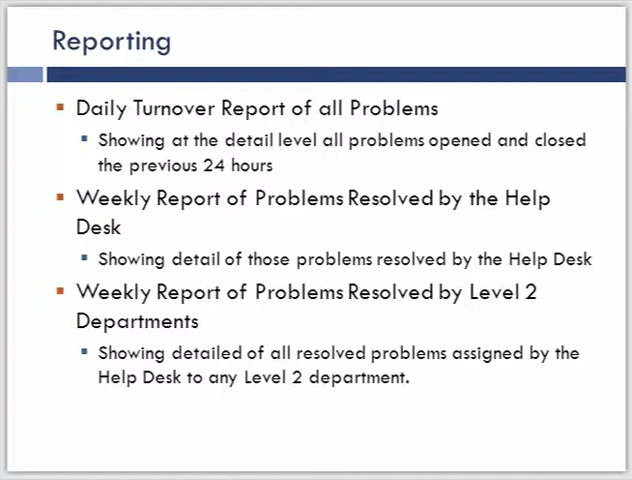 Reporting
Daily Turnover Report of all Problems
Showing at the detail level all problems opened and closed
the previous 24 hours
Weekly Report of Problems Resolved by the Help
Desk
Showing detail of those problems resolved by the Help Desk
Weekly Report of Problems Resolved by Level 2
Departments
Showing detailed of all resolved problems assigned by the
Help Desk to any Level 2 department.